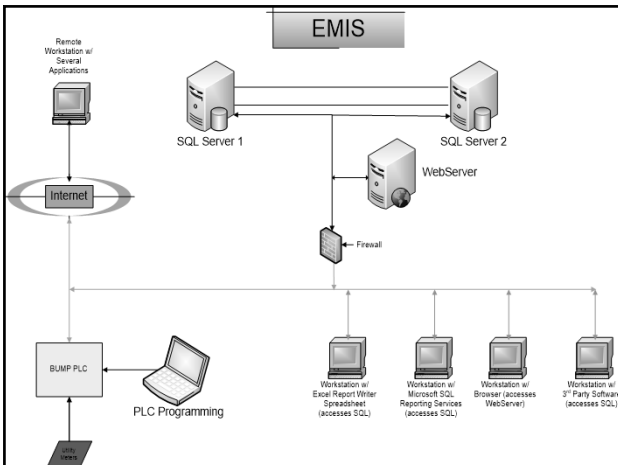 EMIS
Remote
Workstation w/
Several
Applications
SQL Server 1
SQL Server 2
WebServer
Internet
Firewall
BUMP PLC
PLC Programming
Workstation w/
Excel Report Writer
Spreadsheet
(accesses SQL)
Workstation w/
Microsoft SQL
Reporting Services
(accesses SQL)
Workstation w/
Browser (accesses
WebServer)
Workstation w/
3rd Party Software
(accesses SQL)
Utility
Meters